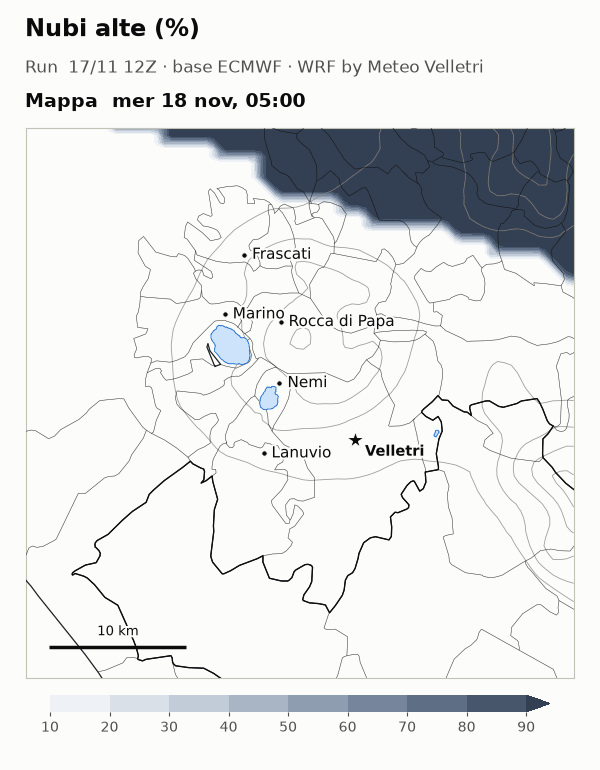 Nubi alte (%)
Run  17/11 12Z · base ECMWF · WRF by Meteo Velletri
Mappa  mer 18 nov, 05:00
Frascati
Marino
Rocca di Papa
Nemi
Velletri
Lanuvio
10 km
10 20 30 40 50 60 70 80 90